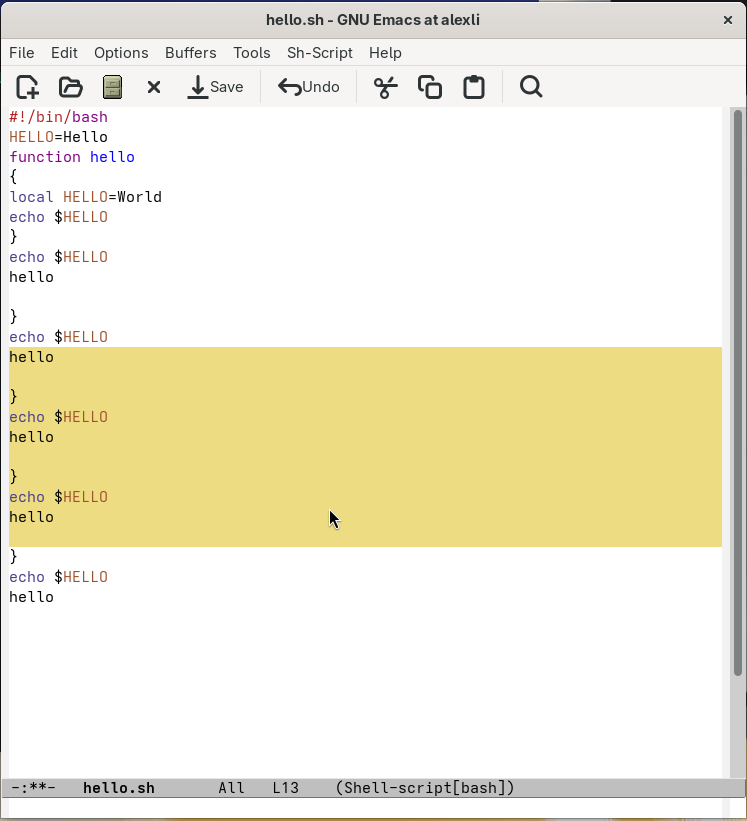 hello.sh - GNU Emacs at alexli
File Edit Options Buffers Tools Sh-Script Help
Save Undo
#!/bin/bash
HELLO=Hello
function hello
{
local HELLO=World
echo $HELLO
}
echo $HELLO
hello
}
echo $HELLO
hello
}
echo $HELLO
hello
}
echo $HELLO
hello
}
echo $HELLO
hello
-:**- hello.sh All L13 (Shell-script[bash])